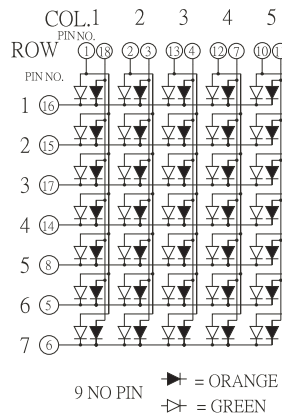 COL. 1 2 3 4 5
PIN NO.
ROW 1 18 2 3 13 4 12 7 10
PIN NO.
1 16
2 15
3 17
4 14
5 8
6 5
7 6
9 NO PIN
= ORANGE
= GREEN